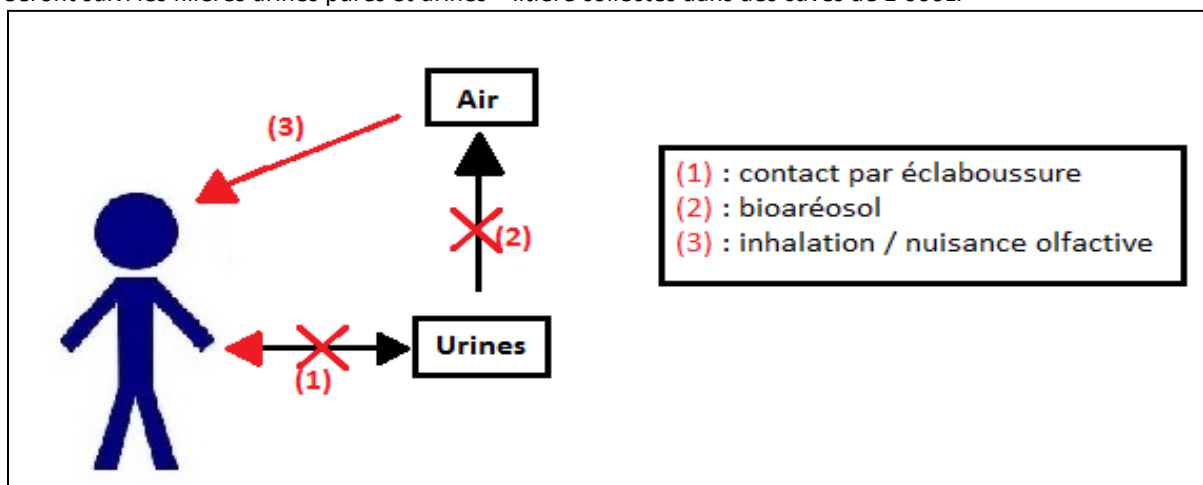 Air
(3)
(1) : contact par éclaboussure
(2) : bioaréosol
(3) : inhalation / nuisance olfactive
(2)
Urines
(1)